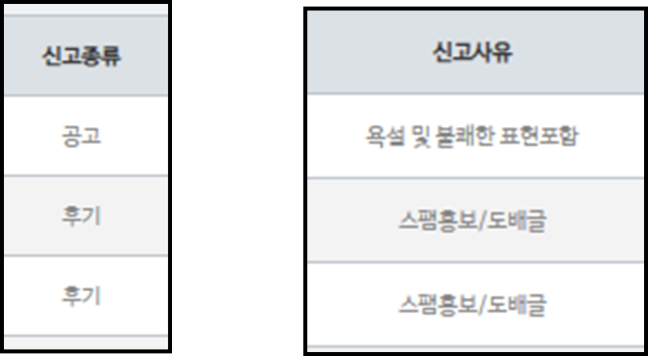 신고종류
공고
후기
후기
신고사유
욕설 및 불쾌한 표현포함
스팸홍보/도배글
스팸홍보/도배글